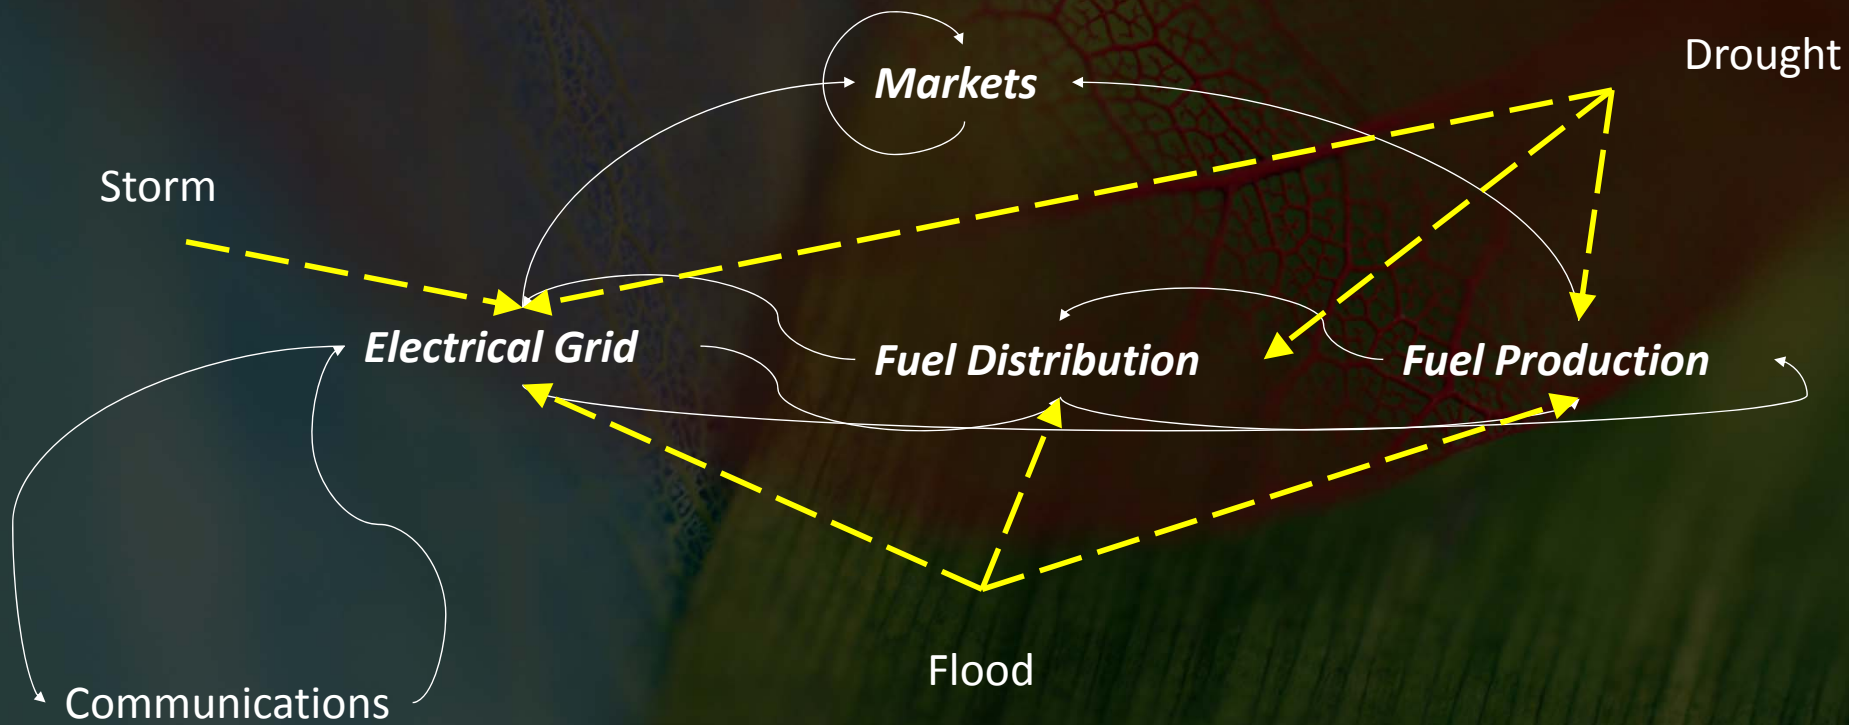 Markets
Drought
Storm
Electrical Grid
Fuel Distribution
Fuel Production
Flood
Communications